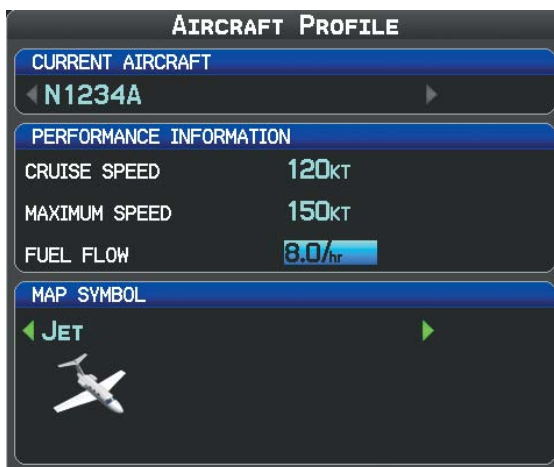 Aircraft Profile
CURRENT AIRCRAFT
N1234A
PERFORMANCE INFORMATION
CRUISE SPEED 120KT
MAXIMUM SPEED 150KT
FUEL FLOW 8.0/hr
MAP SYMBOL
Jet